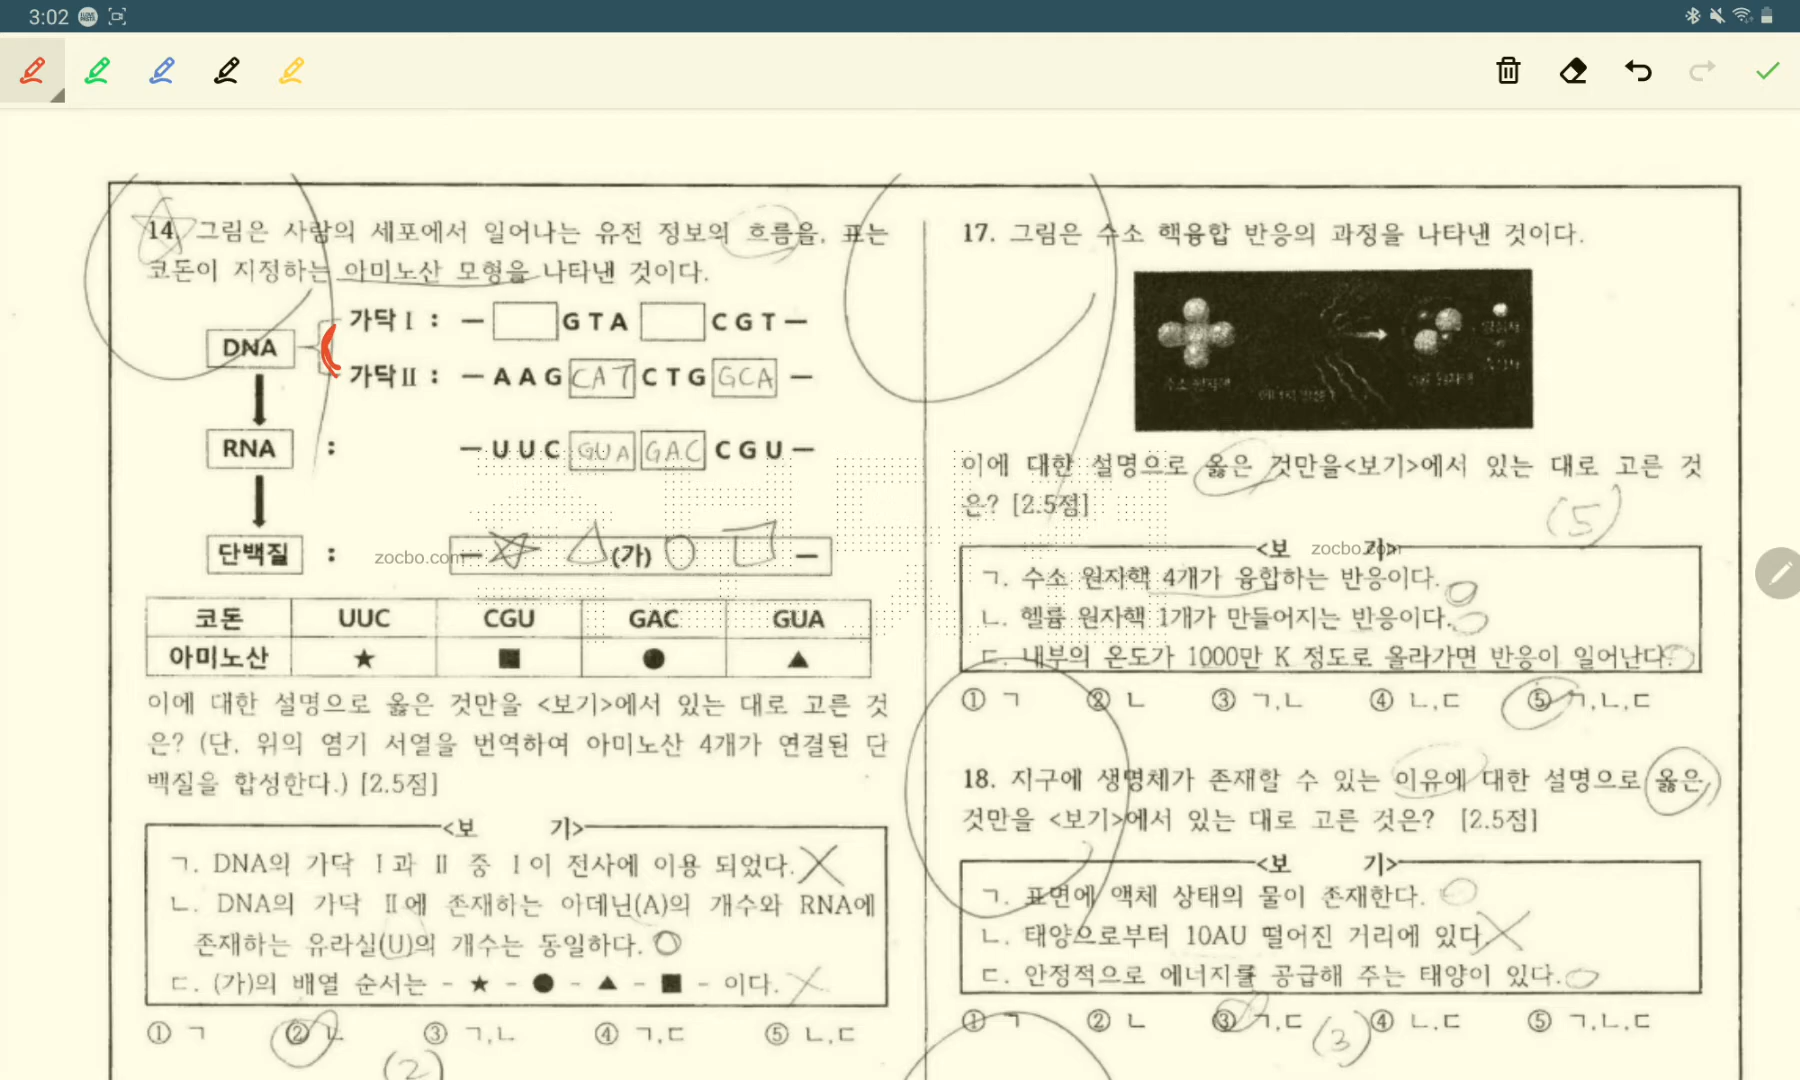 3:02
14. 그림은 사람의 세포에서 일어나는 유전 정보의 흐름을, 표는
코돈이 지정하는 아미노산 모형을 나타낸 것이다.
DNA
가닥 Ⅰ : — GTA CGT —
가닥Ⅱ : — AAG CAT CTG GCA —
RNA : — UUC GUA GAC CGU —
단백질 : — (가) —
zocbo.com
코돈 UUC CGU GAC GUA
아미노산 ★ ■ ● ▲
이에 대한 설명으로 옳은 것만을 <보기>에서 있는 대로 고른 것
은? (단, 위의 염기 서열을 번역하여 아미노산 4개가 연결된 단
백질을 합성한다.) [2.5점]
<보 기>
ㄱ. DNA의 가닥 Ⅰ과 Ⅱ 중 Ⅰ이 전사에 이용 되었다.
ㄴ. DNA의 가닥 Ⅱ에 존재하는 아데닌(A)의 개수와 RNA에
존재하는 유라실(U)의 개수는 동일하다.
ㄷ. (가)의 배열 순서는 - ★ - ● - ▲ - ■ - 이다.
① ㄱ ② ㄴ ③ ㄱ,ㄴ ④ ㄱ,ㄷ ⑤ ㄴ,ㄷ
(2)
17. 그림은 수소 핵융합 반응의 과정을 나타낸 것이다.
수소 원자핵
이에 대한 설명으로 옳은 것만을<보기>에서 있는 대로 고른 것
은? [2.5점]
(5)
<보 기>
zocbo.com
ㄱ. 수소 원자핵 4개가 융합하는 반응이다.
ㄴ. 헬륨 원자핵 1개가 만들어지는 반응이다.
ㄷ. 내부의 온도가 1000만 K 정도로 올라가면 반응이 일어난다.
① ㄱ ② ㄴ ③ ㄱ,ㄴ ④ ㄴ,ㄷ ⑤ ㄱ,ㄴ,ㄷ
18. 지구에 생명체가 존재할 수 있는 이유에 대한 설명으로 옳은
것만을 <보기>에서 있는 대로 고른 것은? [2.5점]
<보 기>
ㄱ. 표면에 액체 상태의 물이 존재한다.
ㄴ. 태양으로부터 10AU 떨어진 거리에 있다.
ㄷ. 안정적으로 에너지를 공급해 주는 태양이 있다.
① ㄱ ② ㄴ ③ ㄱ,ㄷ ④ ㄴ,ㄷ ⑤ ㄱ,ㄴ,ㄷ
(3)